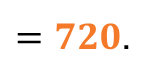 = 720.